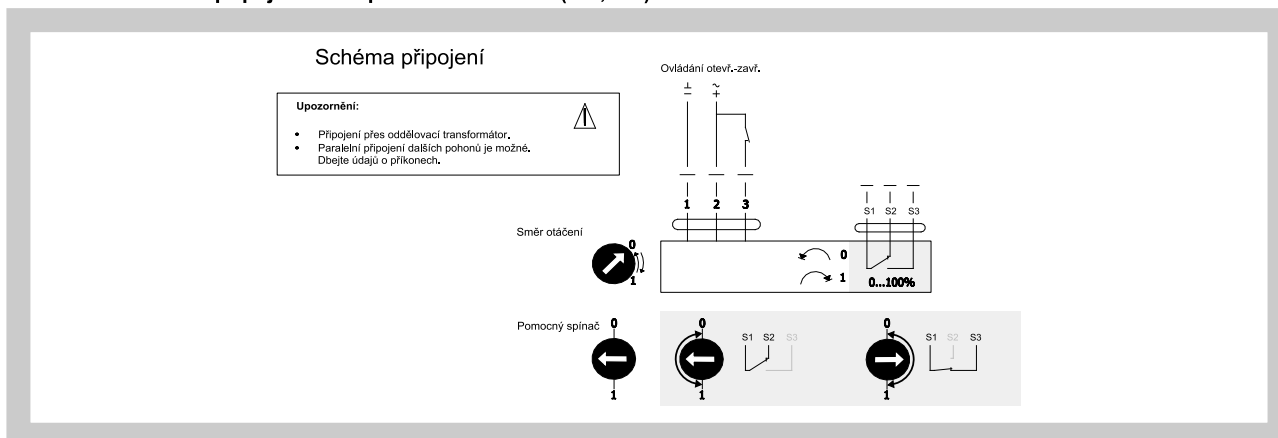 Schéma připojení
Upozornění:
• Připojení přes oddělovací transformátor.
• Paralelní připojení dalších pohonů je možné.
Dbejte údajů o příkonech.
Ovládání otevř.-zavř.
⊥ ~
− +
1 2 3
S1 S2 S3
Směr otáčení
0
1
0
1
0...100%
Pomocný spínač
0
1
0
1
S1 S2 S3
0
1
S1 S2 S3